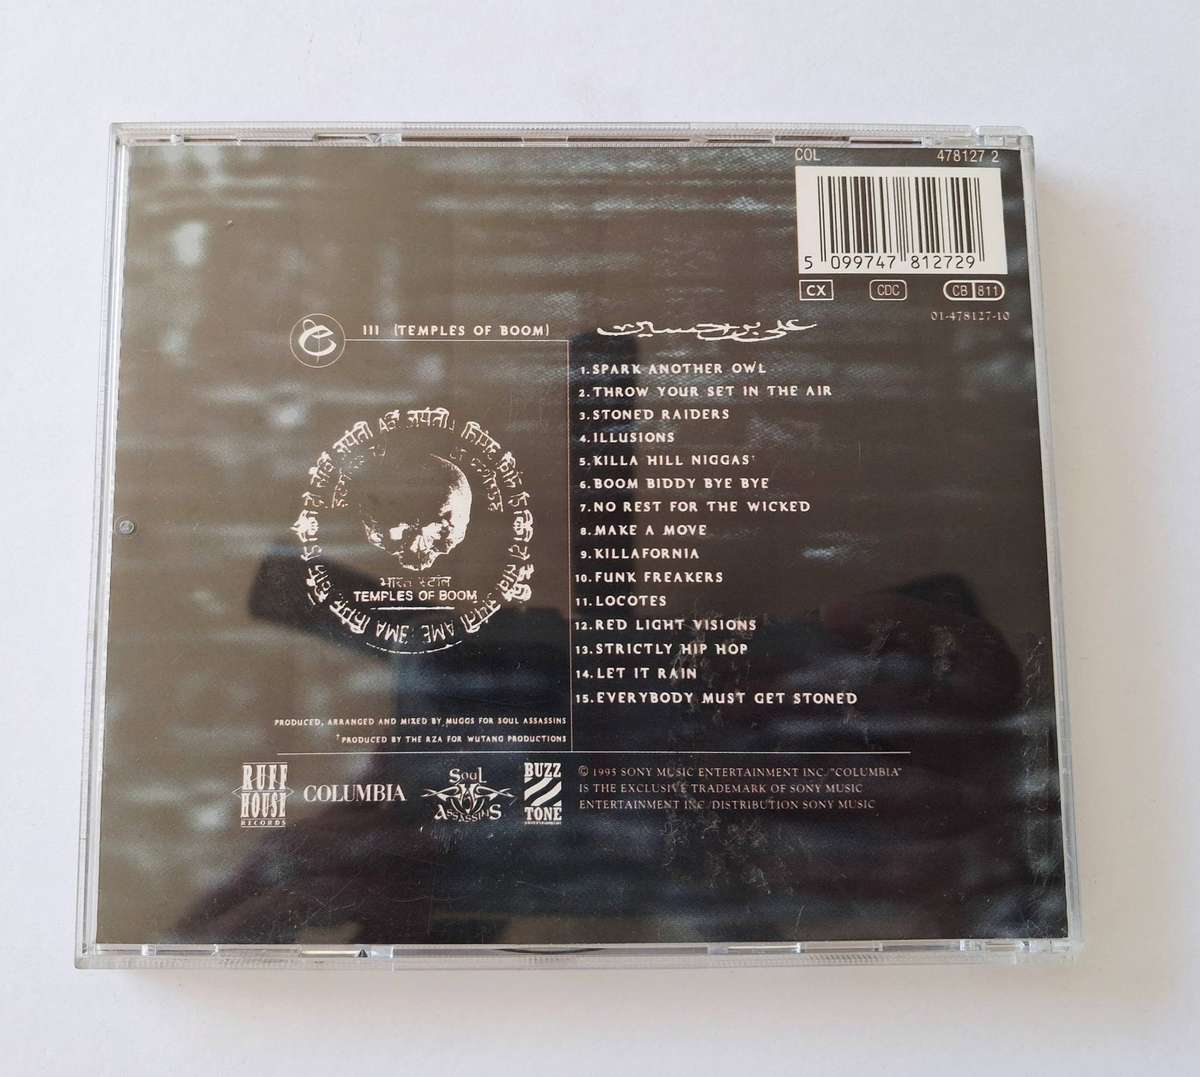 COL 478127 2
5 099747 812729
CX CDC CB 811
01-478127-10
III (TEMPLES OF BOOM)
1. SPARK ANOTHER OWL
2. THROW YOUR SET IN THE AIR
3. STONED RAIDERS
4. ILLUSIONS
5. KILLA HILL NIGGAS†
6. BOOM BIDDY BYE BYE
7. NO REST FOR THE WICKED
8. MAKE A MOVE
9. KILLAFORNIA
10. FUNK FREAKERS
11. LOCOTES
12. RED LIGHT VISIONS
13. STRICTLY HIP HOP
14. LET IT RAIN
15. EVERYBODY MUST GET STONED
भारत स्टॉल
TEMPLES OF BOOM
PRODUCED, ARRANGED AND MIXED BY MUGGS FOR SOUL ASSASSINS
†PRODUCED BY THE RZA FOR WUTANG PRODUCTIONS
RUFF
HOUSE
RECORDS
COLUMBIA
SOUL
ASSASSINS
BUZZ
TONE
© 1995 SONY MUSIC ENTERTAINMENT INC./"COLUMBIA"
IS THE EXCLUSIVE TRADEMARK OF SONY MUSIC
ENTERTAINMENT INC./DISTRIBUTION SONY MUSIC